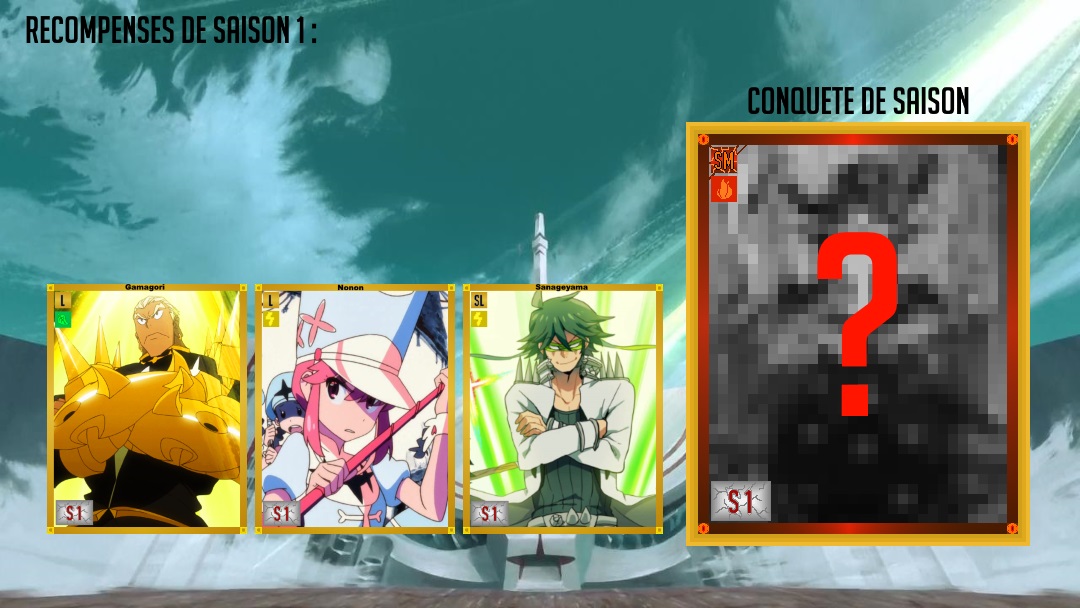 RECOMPENSES DE SAISON 1 :
CONQUETE DE SAISON
SM
?
S1
Gamagori
L
S1
Nonon
L
S1
Sanageyama
SL
S1